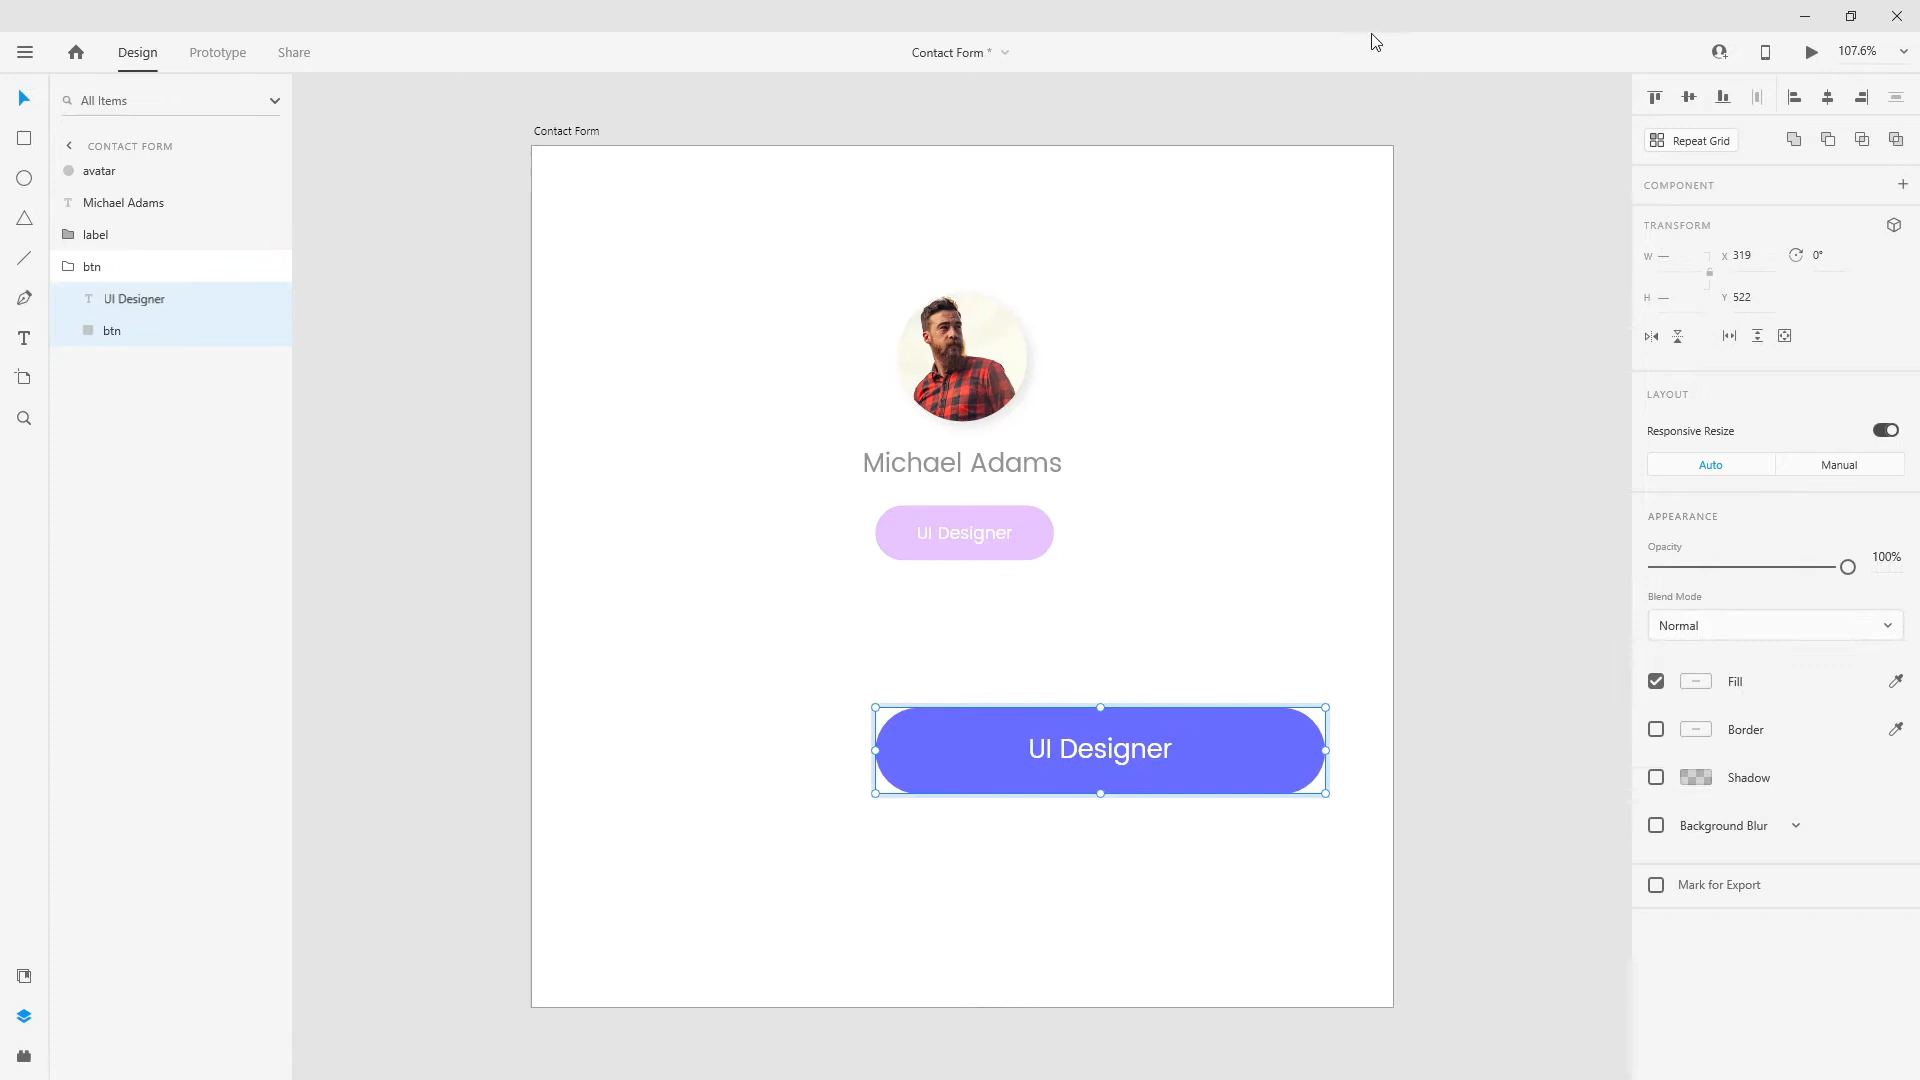 Design
Prototype
Share
Contact Form *
107.6%
All Items
CONTACT FORM
avatar
T Michael Adams
label
btn
T UI Designer
btn
T
Contact Form
Michael Adams
UI Designer
UI Designer
Repeat Grid
COMPONENT
TRANSFORM
W — X 319 0°
H — Y 522
LAYOUT
Responsive Resize
Auto Manual
APPEARANCE
Opacity
100%
Blend Mode
Normal
Fill
Border
Shadow
Background Blur
Mark for Export